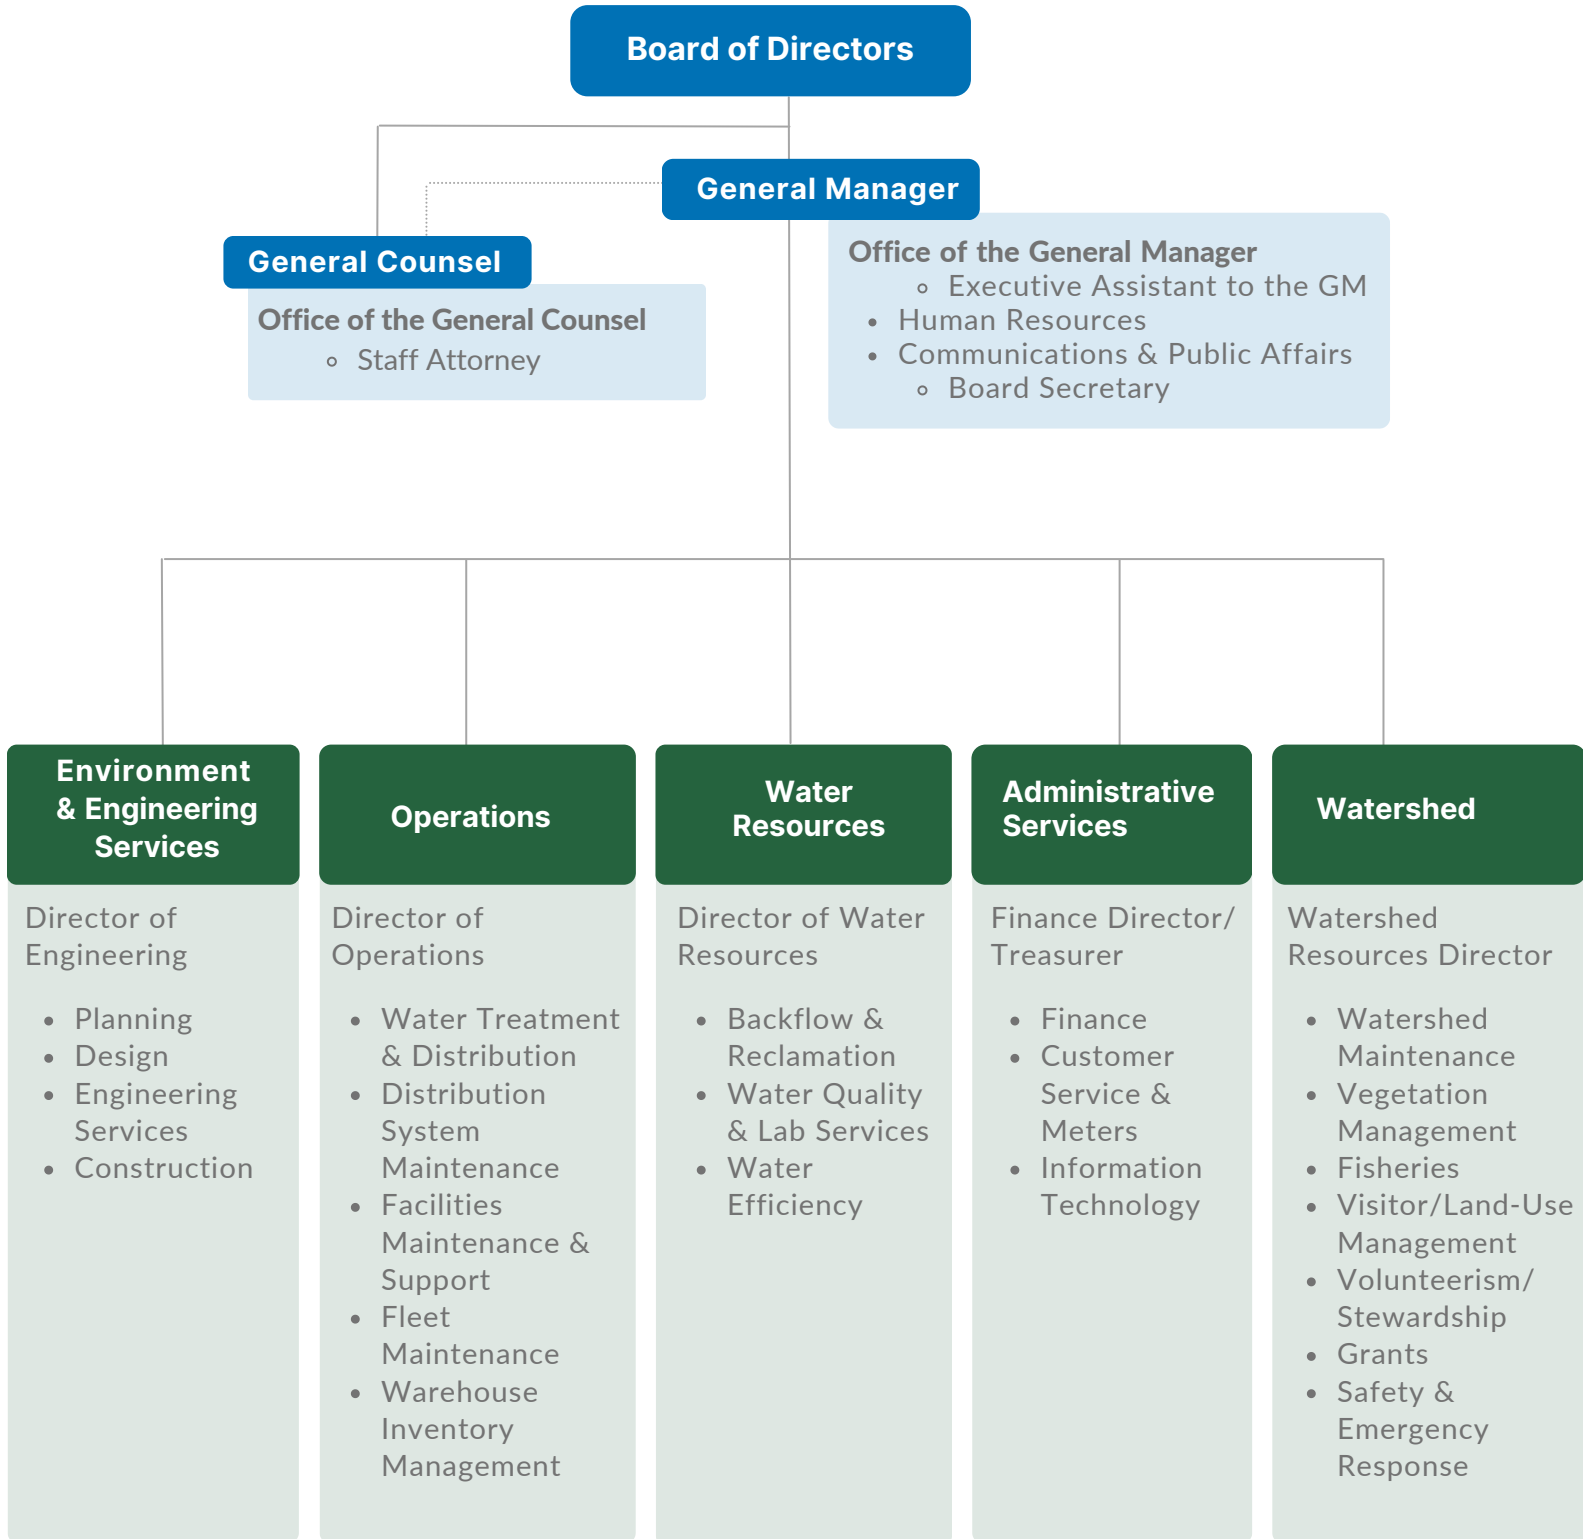 Board of Directors
General Manager
General Counsel
Office of the General Manager
Executive Assistant to the GM
Human Resources
Communications & Public Affairs
Board Secretary
Office of the General Counsel
Staff Attorney
Environment
& Engineering
Services
Director of
Engineering
Planning
Design
Engineering
Services
Construction
Operations
Director of
Operations
Water Treatment
& Distribution
Distribution
System
Maintenance
Facilities
Maintenance &
Support
Fleet
Maintenance
Warehouse
Inventory
Management
Water
Resources
Director of Water
Resources
Backflow &
Reclamation
Water Quality
& Lab Services
Water
Efficiency
Administrative
Services
Finance Director/
Treasurer
Finance
Customer
Service &
Meters
Information
Technology
Watershed
Watershed
Resources Director
Watershed
Maintenance
Vegetation
Management
Fisheries
Visitor/Land-Use
Management
Volunteerism/
Stewardship
Grants
Safety &
Emergency
Response